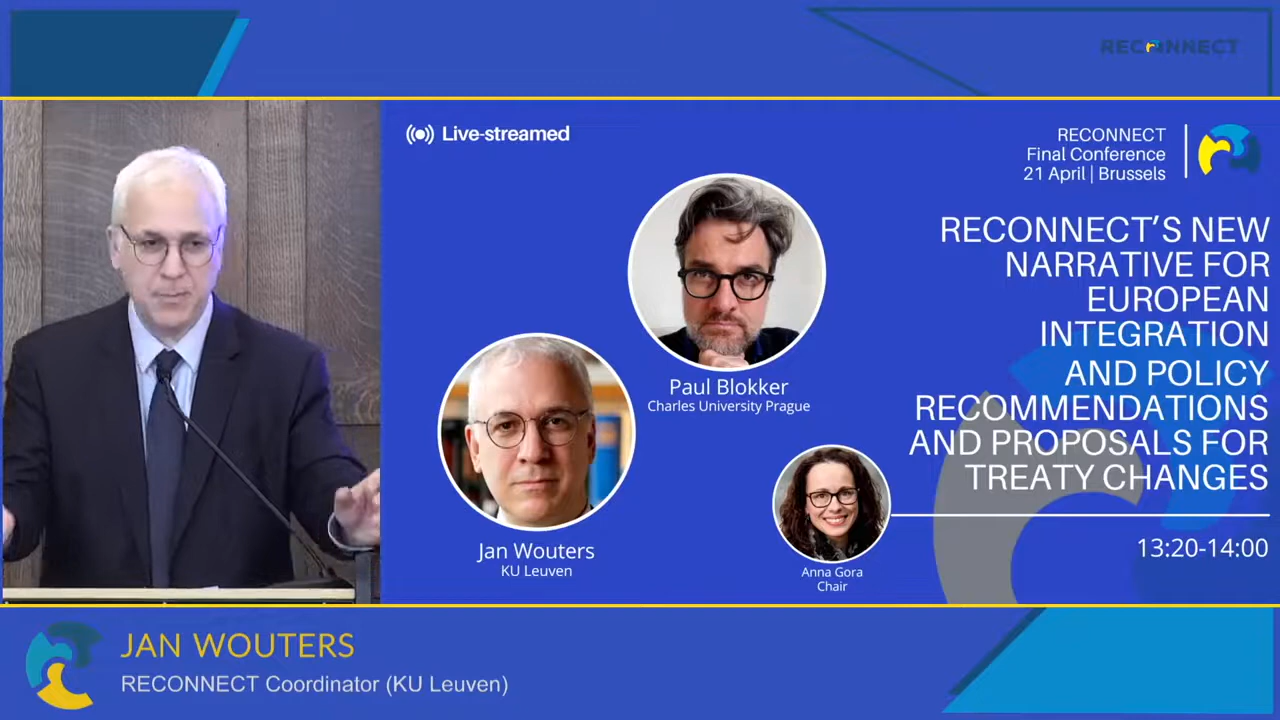 RECONNECT
Live-streamed
RECONNECT
Final Conference
21 April | Brussels
RECONNECT’S NEW
NARRATIVE FOR
EUROPEAN
INTEGRATION
AND POLICY
RECOMMENDATIONS
AND PROPOSALS FOR
TREATY CHANGES
13:20-14:00
Paul Blokker
Charles University Prague
Jan Wouters
KU Leuven
Anna Gora
Chair
JAN WOUTERS
RECONNECT Coordinator (KU Leuven)